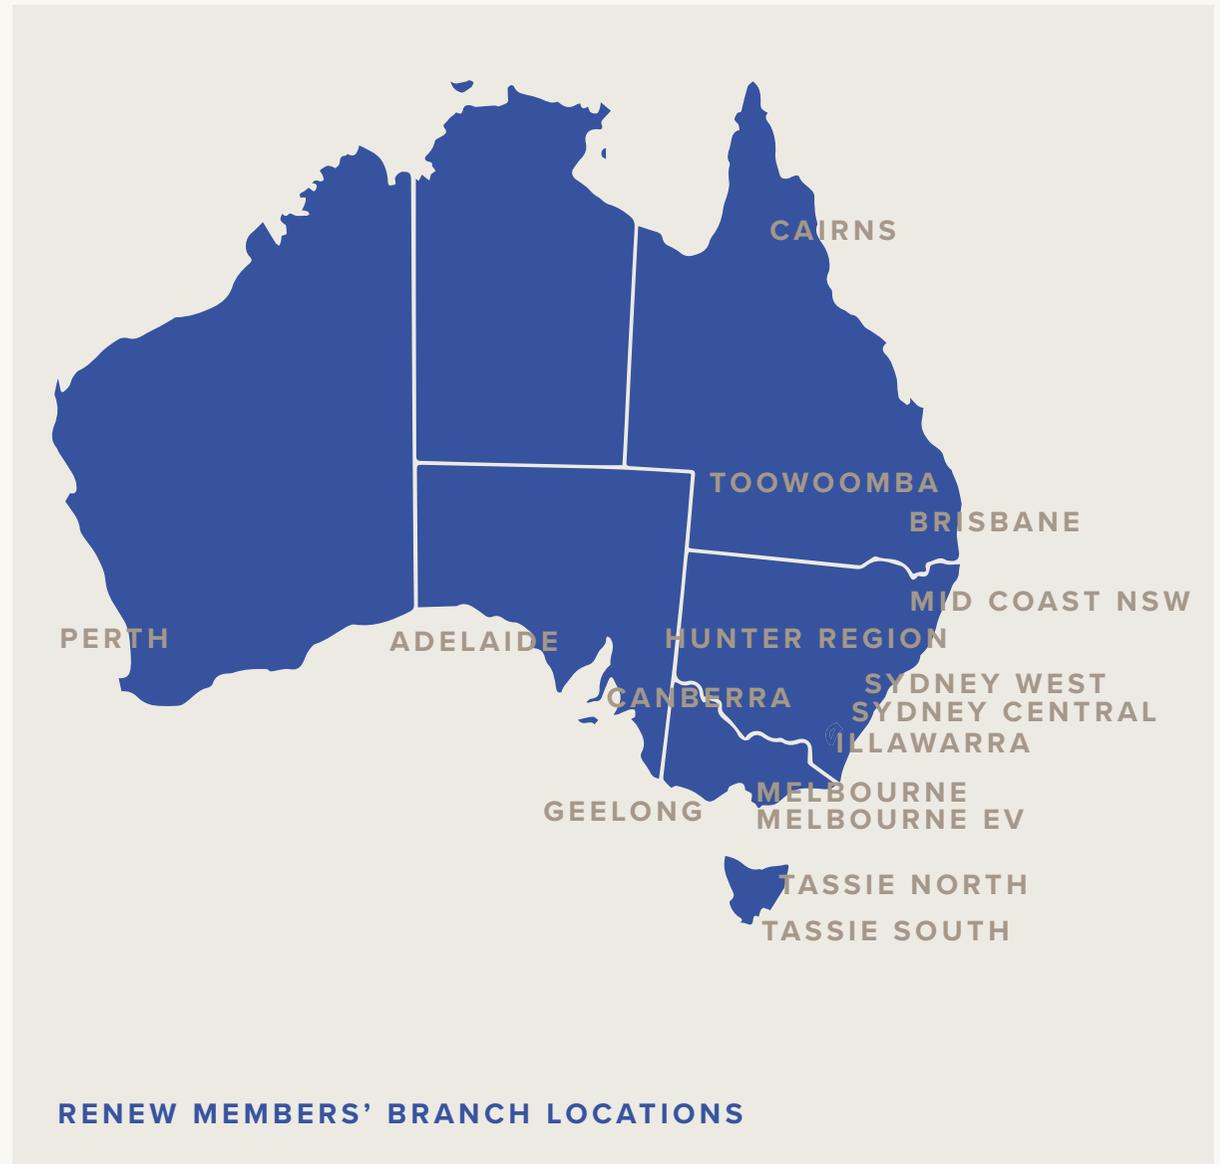 CAIRNS
TOOWOOMBA
BRISBANE
MID COAST NSW
PERTH
ADELAIDE
HUNTER REGION
SYDNEY WEST
CANBERRA
SYDNEY CENTRAL
ILLAWARRA
MELBOURNE
GEELONG
MELBOURNE EV
TASSIE NORTH
TASSIE SOUTH
RENEW MEMBERS’ BRANCH LOCATIONS